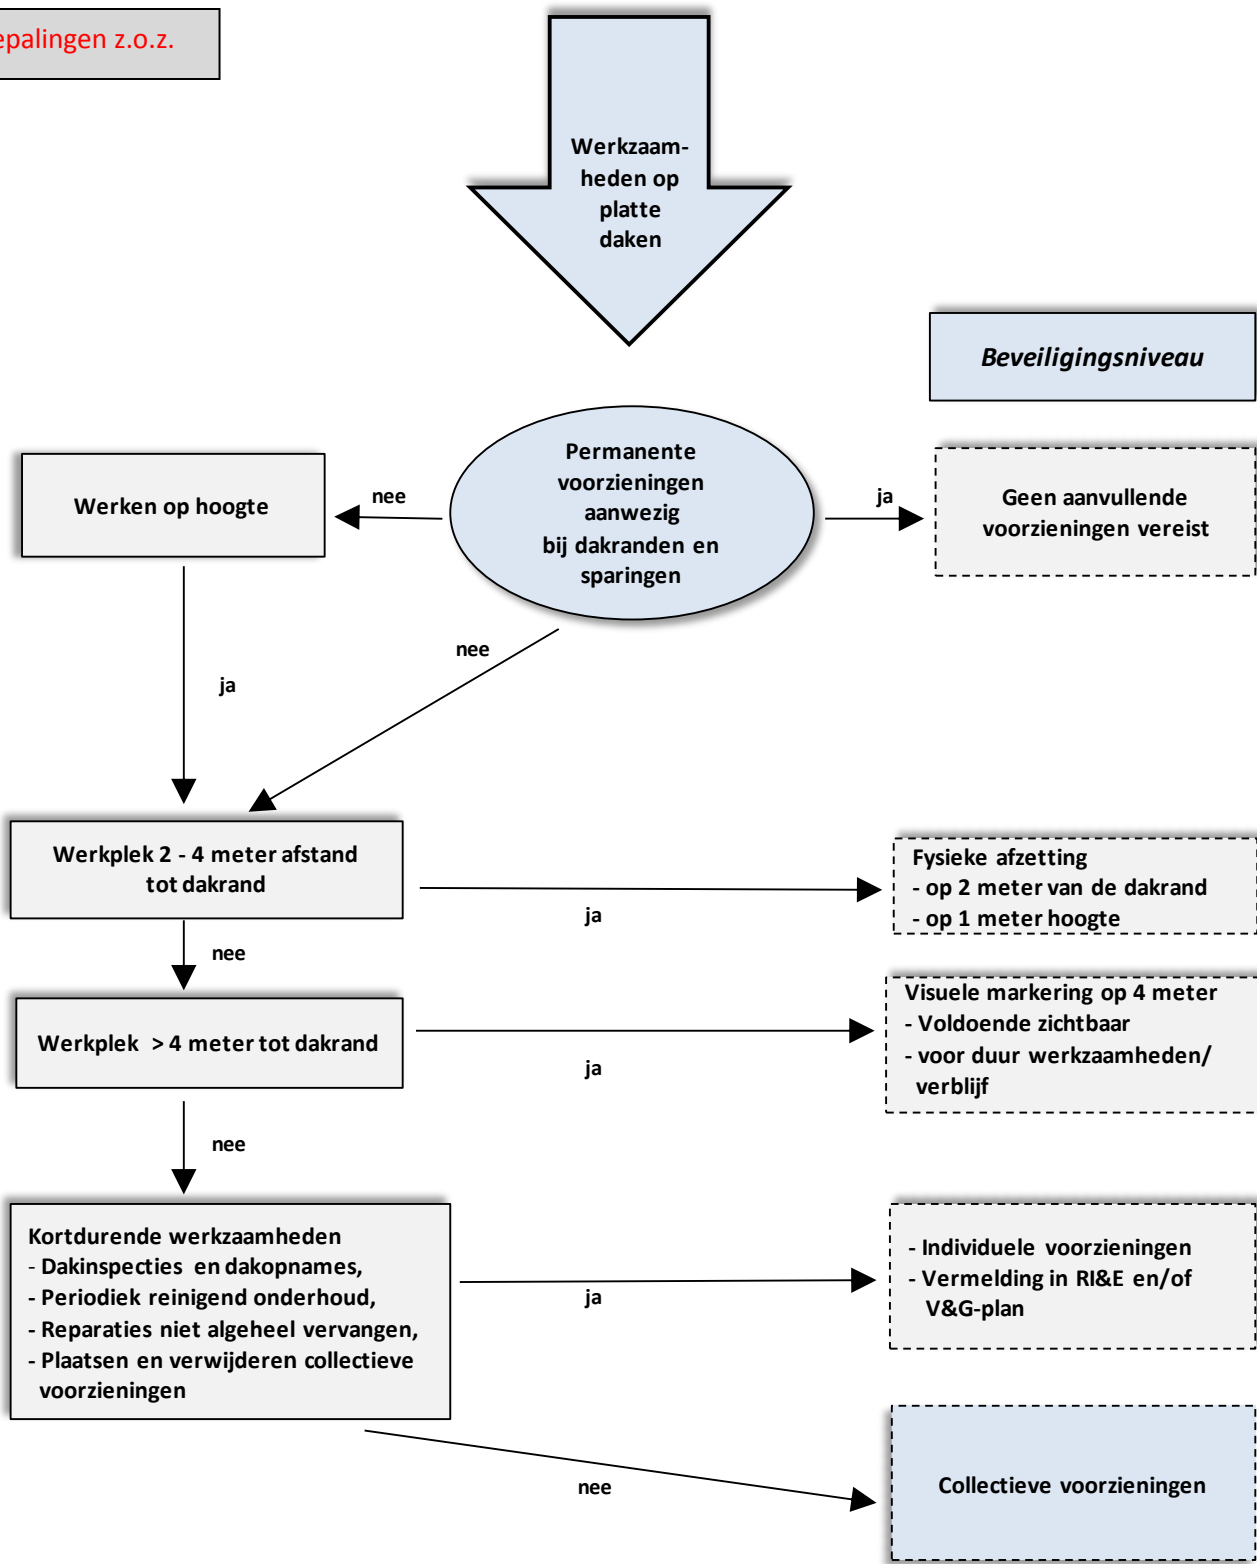 epalingen z.o.z.
Werkzaam-
heden op
platte
daken
Beveiligingsniveau
Permanente
voorzieningen
aanwezig
bij dakranden en
sparingen
nee
Werken op hoogte
ja
Geen aanvullende
voorzieningen vereist
nee
ja
Werkplek 2 - 4 meter afstand
tot dakrand
ja
Fysieke afzetting
- op 2 meter van de dakrand
- op 1 meter hoogte
nee
Werkplek > 4 meter tot dakrand
ja
Visuele markering op 4 meter
- Voldoende zichtbaar
- voor duur werkzaamheden/
verblijf
nee
Kortdurende werkzaamheden
- Dakinspecties en dakopnames,
- Periodiek reinigend onderhoud,
- Reparaties niet algeheel vervangen,
- Plaatsen en verwijderen collectieve
voorzieningen
ja
- Individuele voorzieningen
- Vermelding in RI&E en/of
V&G-plan
nee
Collectieve voorzieningen